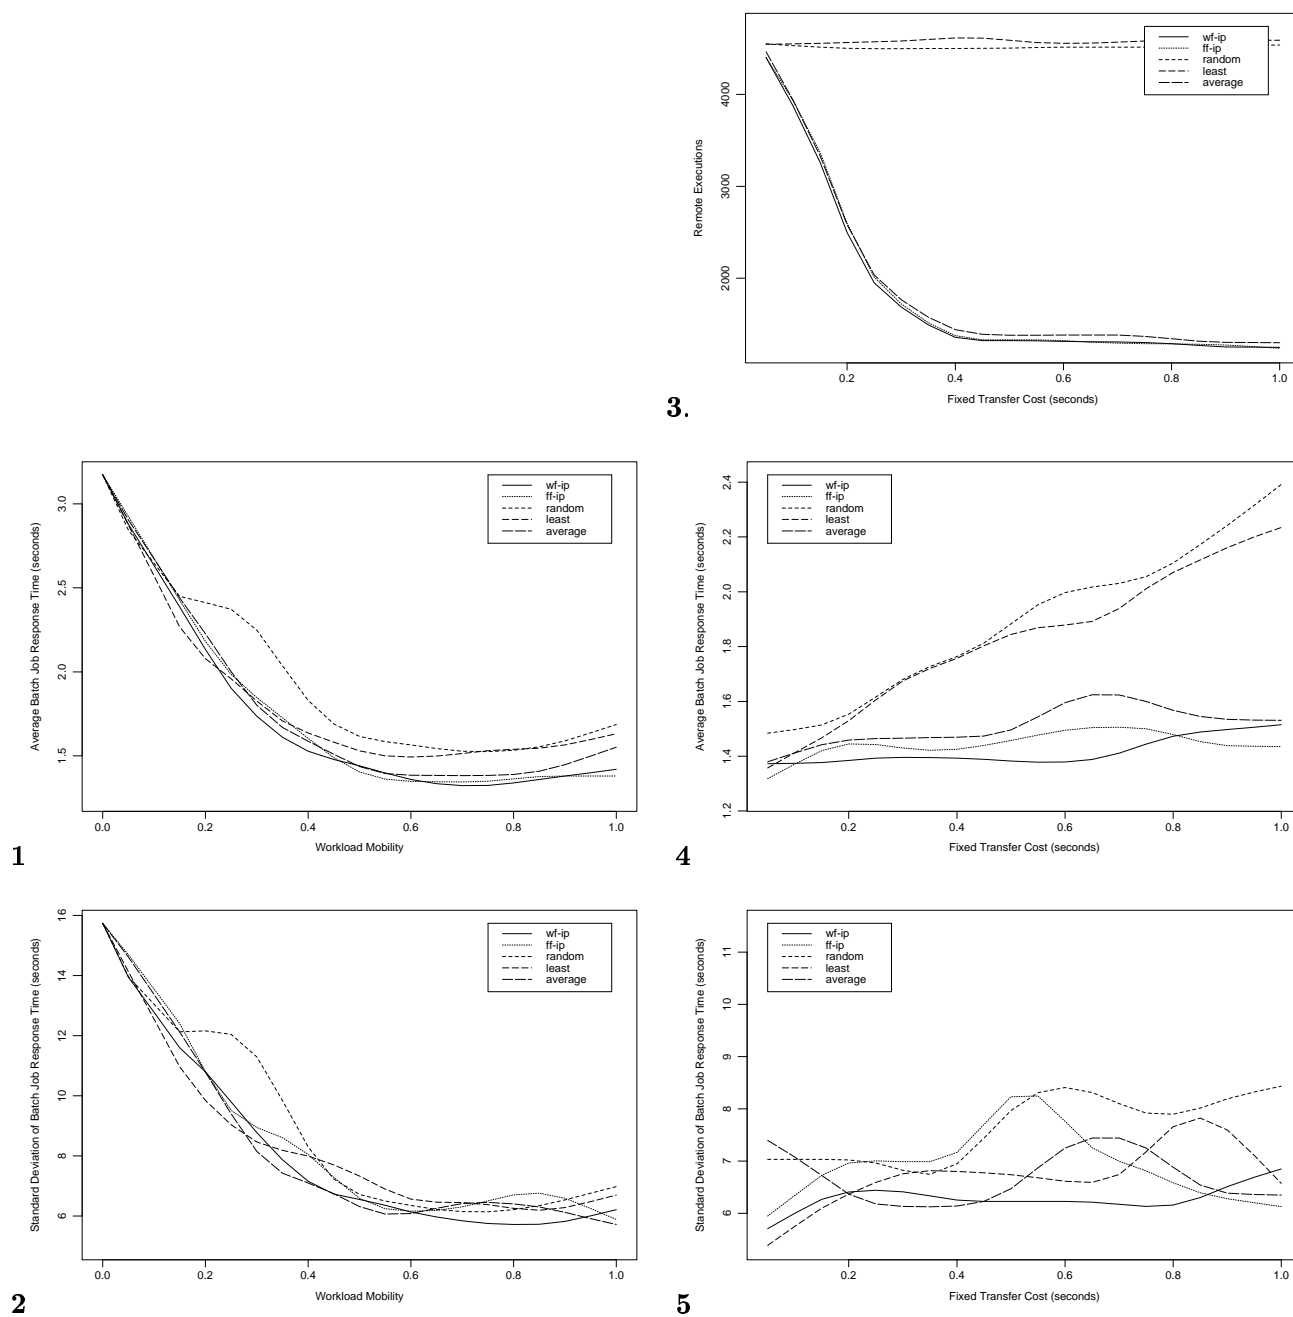 Remote Executions
4000
3000
2000
wf-ip
ff-ip
random
least
average
0.2 0.4 0.6 0.8 1.0
Fixed Transfer Cost (seconds)
3.
Average Batch Job Response Time (seconds)
3.0
2.5
2.0
1.5
wf-ip
ff-ip
random
least
average
0.0 0.2 0.4 0.6 0.8 1.0
Workload Mobility
1
Average Batch Job Response Time (seconds)
2.4
2.2
2.0
1.8
1.6
1.4
1.2
wf-ip
ff-ip
random
least
average
0.2 0.4 0.6 0.8 1.0
Fixed Transfer Cost (seconds)
4
Standard Deviation of Batch Job Response Time (seconds)
16
14
12
10
8
6
wf-ip
ff-ip
random
least
average
0.0 0.2 0.4 0.6 0.8 1.0
Workload Mobility
2
Standard Deviation of Batch Job Response Time (seconds)
11
10
9
8
7
6
wf-ip
ff-ip
random
least
average
0.2 0.4 0.6 0.8 1.0
Fixed Transfer Cost (seconds)
5